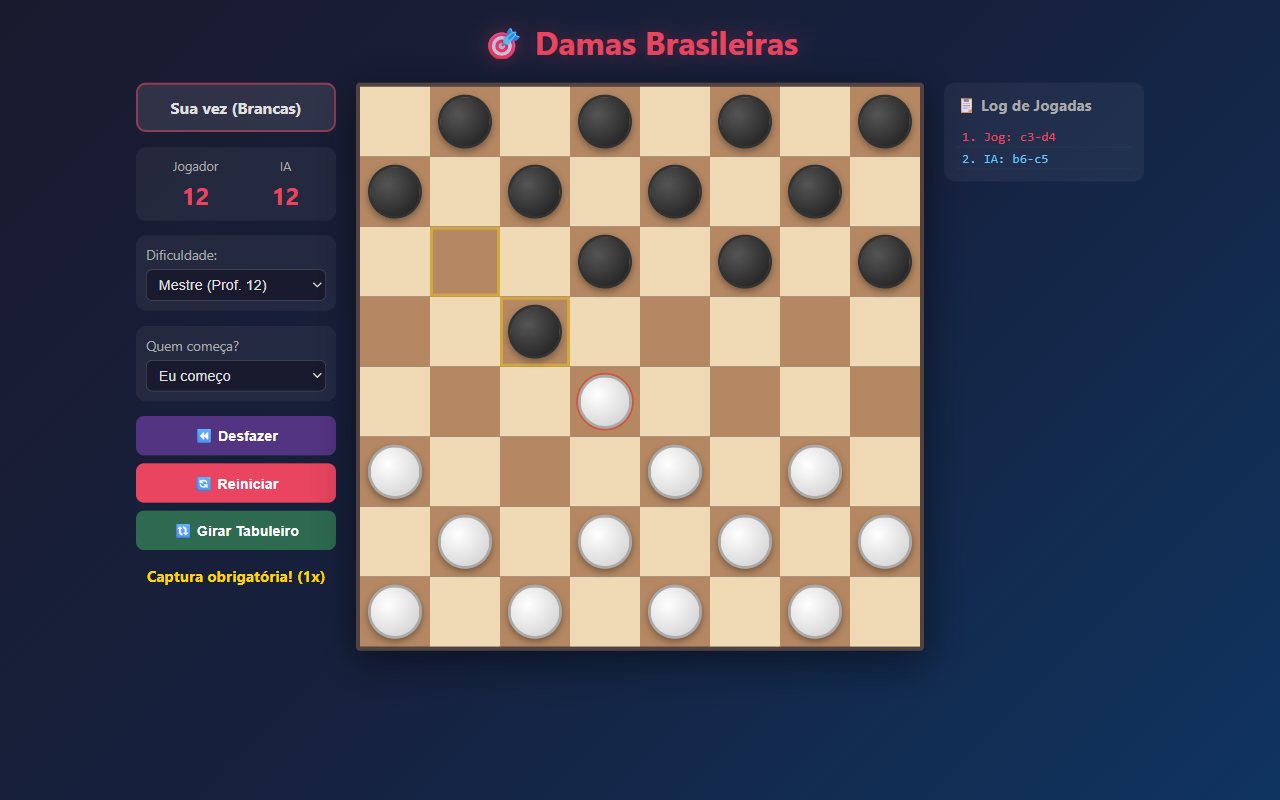 Damas Brasileiras
Sua vez (Brancas)
Jogador
IA
12
12
Dificuldade:
Mestre (Prof. 12)
Quem começa?
Eu começo
Desfazer
Reiniciar
Girar Tabuleiro
Captura obrigatória! (1x)
Log de Jogadas
1. Jog: c3-d4
2. IA: b6-c5